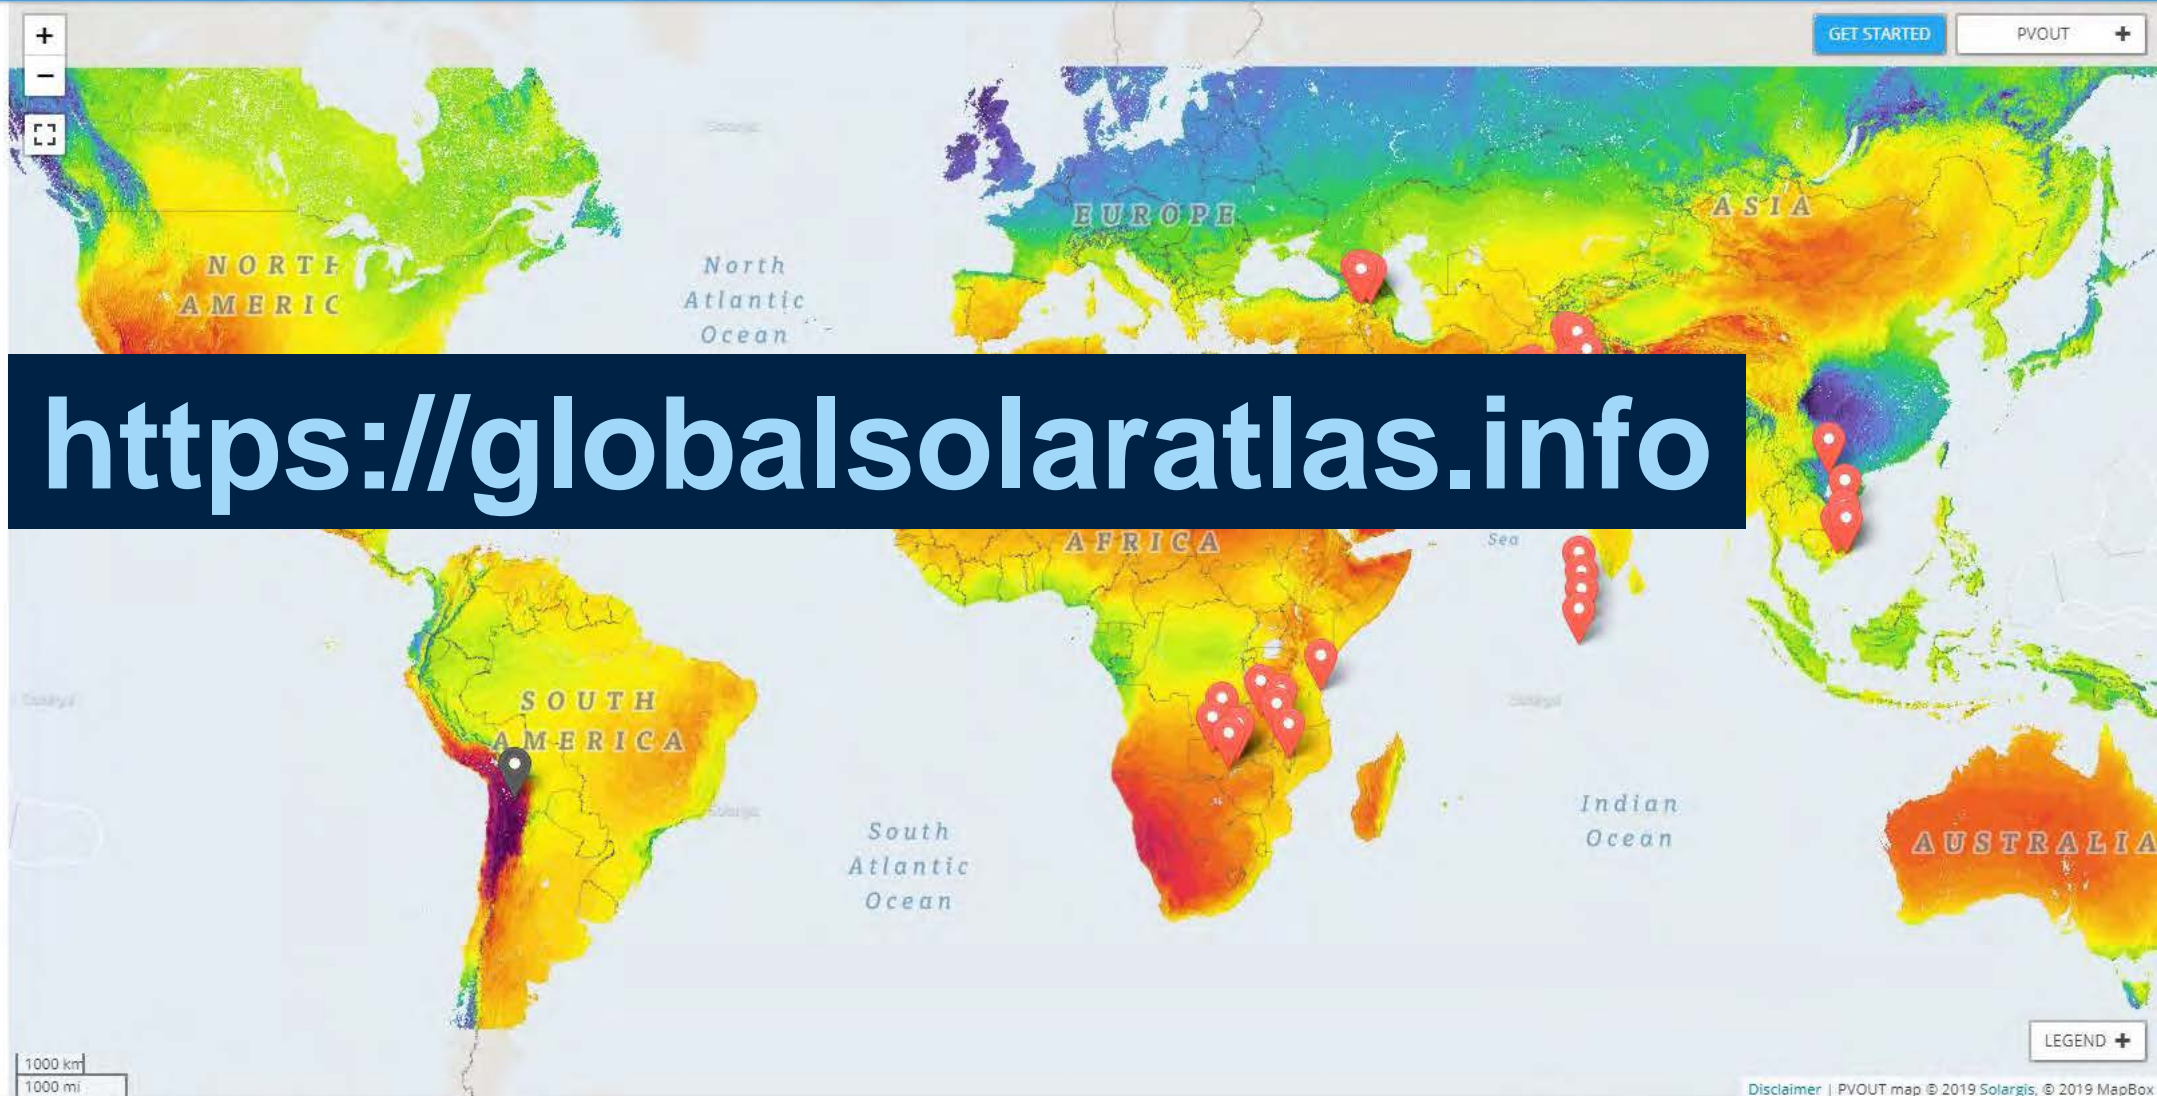 +
GET STARTED
PVOUT +
−
EUROPE
ASIA
NORTH
AMERIC
North
Atlantic
Ocean
https://globalsolaratlas.info
AFRICA
Sea
SOUTH
AMERICA
Indian
Ocean
South
Atlantic
Ocean
AUSTRALIA
LEGEND +
1000 km
1000 mi
Disclaimer | PVOUT map © 2019 Solargis, © 2019 MapBox